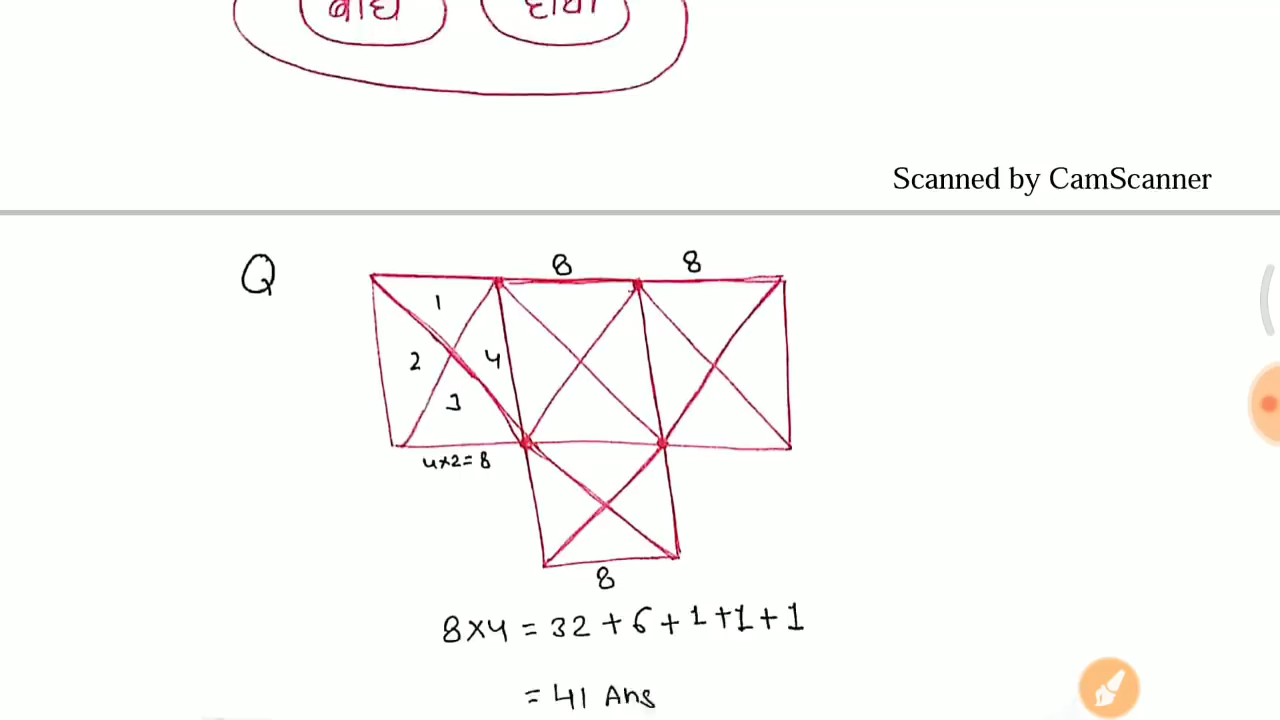 बाघ हाथी
Scanned by CamScanner
Q
8 8
1
2 4
3
4×2=8
8
8×4 = 32 + 6 + 1 + 1 + 1
= 41 Ans